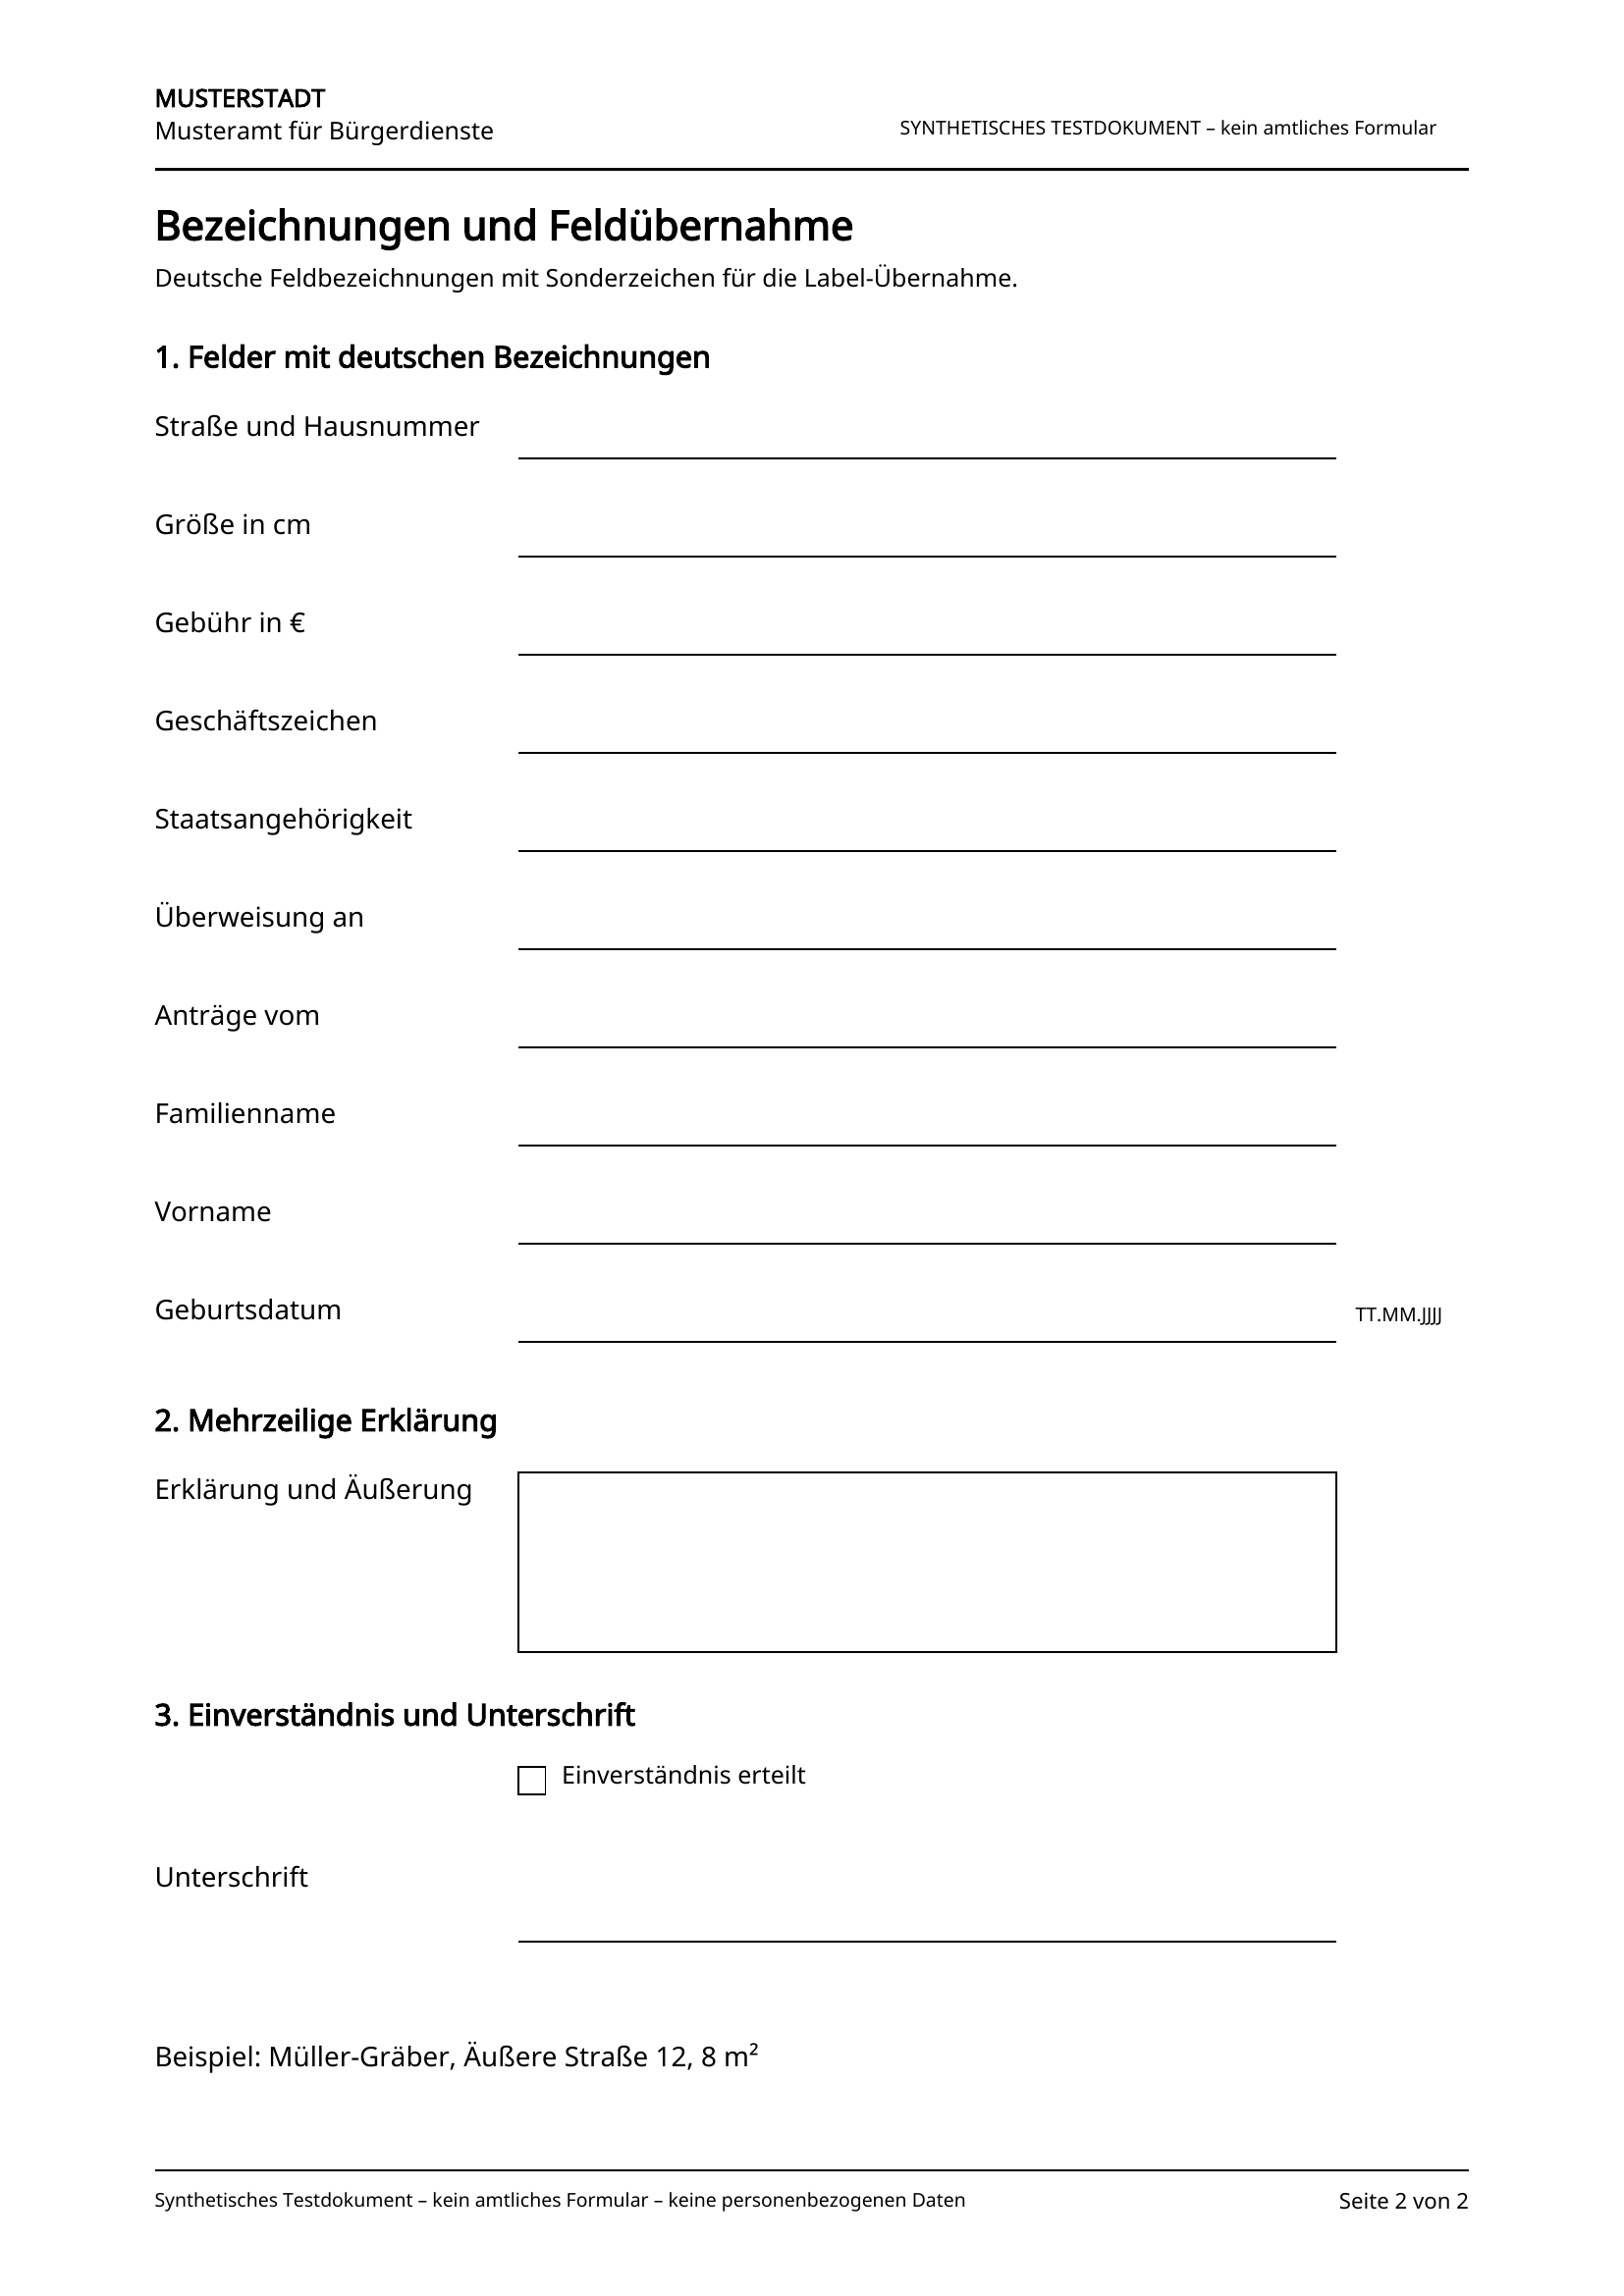 MUSTERSTADT
Musteramt für Bürgerdienste
SYNTHETISCHES TESTDOKUMENT – kein amtliches Formular
Bezeichnungen und Feldübernahme
Deutsche Feldbezeichnungen mit Sonderzeichen für die Label-Übernahme.
1. Felder mit deutschen Bezeichnungen
Straße und Hausnummer
Größe in cm
Gebühr in €
Geschäftszeichen
Staatsangehörigkeit
Überweisung an
Anträge vom
Familienname
Vorname
Geburtsdatum TT.MM.JJJJ
2. Mehrzeilige Erklärung
Erklärung und Äußerung
3. Einverständnis und Unterschrift
Einverständnis erteilt
Unterschrift
Beispiel: Müller-Gräber, Äußere Straße 12, 8 m²
Synthetisches Testdokument – kein amtliches Formular – keine personenbezogenen Daten
Seite 2 von 2